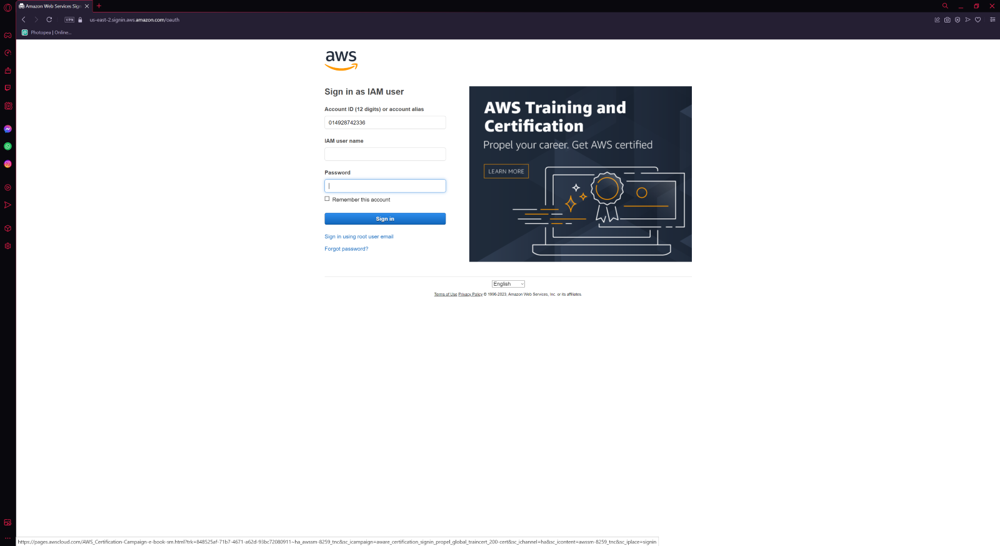 Amazon Web Services Sign
VPN
us-east-2.signin.aws.amazon.com/oauth
Photopea | Online...
aws
Sign in as IAM user
Account ID (12 digits) or account alias
014928742336
IAM user name
Password
Remember this account
Sign in
Sign in using root user email
Forgot password?
AWS Training and
Certification
Propel your career. Get AWS certified
LEARN MORE
English
Terms of Use Privacy Policy © 1996-2023, Amazon Web Services, Inc. or its affiliates.
https://pages.awscloud.com/AWS_Certification-Campaign-e-book-sm.html?trk=848525af-71b7-4671-a62d-93bc72080911~ha_awssm-8259_tnc&sc_icampaign=aware_certification_signin_propel_global_traincert_200-cert&sc_ichannel=ha&sc_icontent=awssm-8259_tnc&sc_iplace=signin